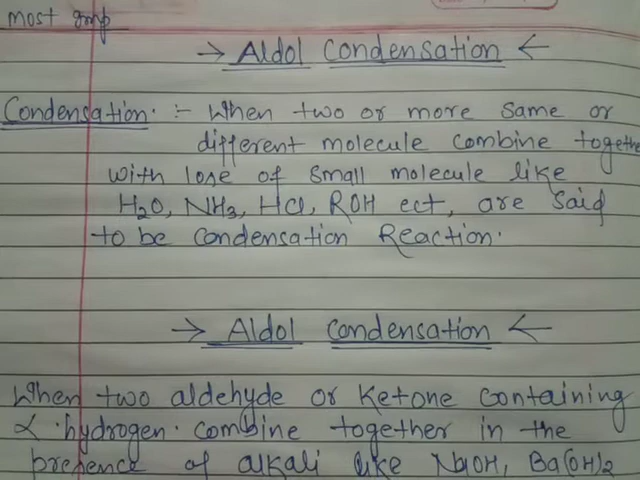 most imp
→ Aldol Condensation ←
Condensation :- When two or more same or
different molecule combine togethe
with lose of small molecule like
H2O, NH3, HCl, ROH ect, are said
to be Condensation Reaction.
→ Aldol Condensation ←
When two aldehyde or Ketone Containing
α hydrogen combine together in the
presence of alkali like NaOH, Ba(OH)2